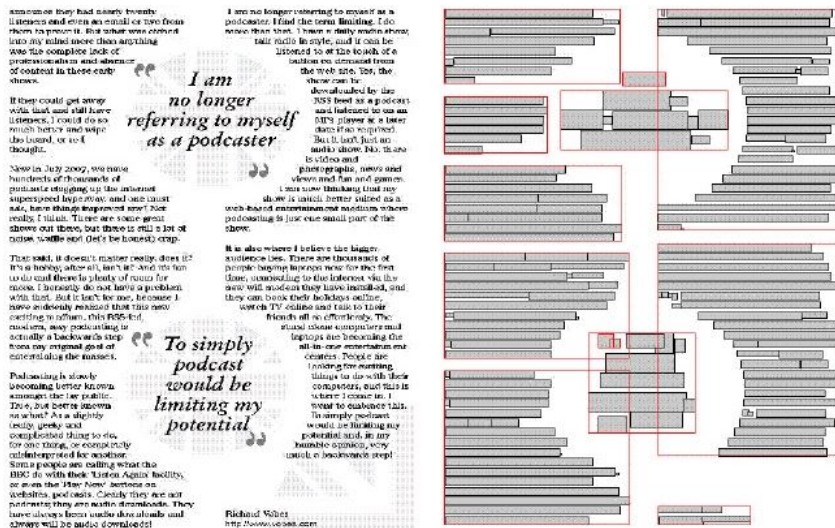 announce they had nearly twenty
listeners and even an email or two from
them to prove it. But what was etched
into my mind more than anything
was the complete lack of
professionalism and absence
of content in these early
shows.
If they could get away
with that and still have
listeners, I could do so
much better and wipe
the board, or so I
thought.
Now in July 2007, we have
hundreds of thousands of
podcasts clogging up the internet
superspeed hyperway, and one must
ask, have things improved any? Not
really, I think. There are some great
shows out there, but there is still a lot of
noise, waffle and (let's be honest) crap.
That said, it doesn't matter really, does it?
It's a hobby, after all, isn't it? And it's fun
to do and there is plenty of room for
more. I honestly do not have a problem
with that. But it isn't for me, because I
have suddenly realized that this new
exciting medium, this RSS-fed,
modern, easy podcasting is
actually a backwards step
from my original goal of
entertaining the masses.
Podcasting is slowly
becoming better known
amongst the lay public.
True, but better known
as what? As a slightly
really, geeky and
complicated thing to do,
for one thing, or completely
misinterpreted for another.
Some people are calling what the
BBC do with their 'Listen Again' facility,
or even the 'Play Now' buttons on
websites, podcasts. Clearly they are not
podcasts; they are audio downloads. They
have always been audio downloads and
always will be audio downloads!
“
I am
no longer
referring to myself
as a podcaster
”
“
To simply
podcast
would be
limiting my
potential
”
I am no longer referring to myself as a
podcaster. I find the term limiting. I do
more than that. I have a daily radio show,
talk radio in style, and it can be
listened to at the touch of a
button on demand from
the web site. Yes, the
show can be
downloaded by the
RSS feed as a podcast
and listened to on an
MP3 player at a later
date if so required.
But it isn't just an
audio show. No, there
is video and
photographs, news and
views and fun and games.
I am now thinking that my
show is much better suited as a
web-based entertainment medium where
podcasting is just one small part of the
show.
It is also where I believe the bigger
audience lies. There are thousands of
people buying laptops now for the first
time, connecting to the internet via the
new wifi modem they have installed, and
they can book their holidays online,
watch TV online and talk to their
friends all so effortlessly. The
stand alone computers and
laptops are becoming the
all-in-one entertainment
centers. People are
looking for exciting
things to do with their
computers, and this is
where I come in. I
want to embrace this.
To simply podcast
would be limiting my
potential and, in my
humble opinion, very
much a backwards step!
Richard Vobes
http://www.vobes.com